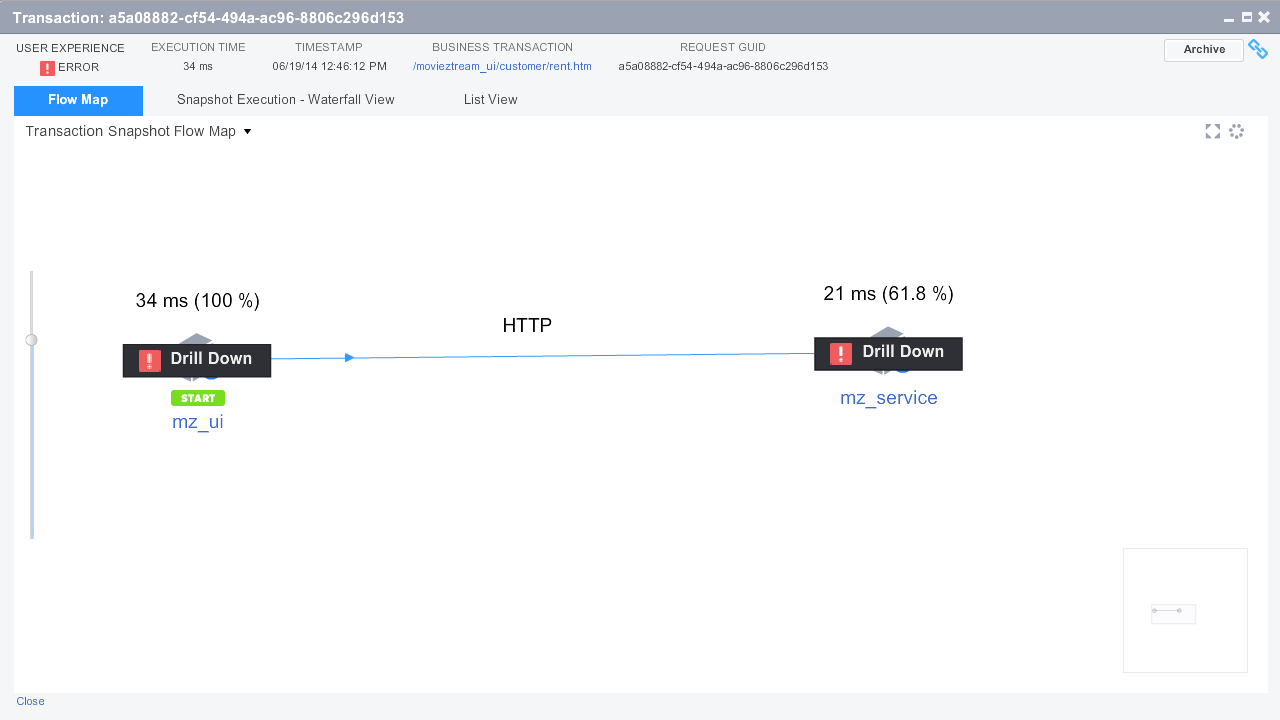 Transaction: a5a08882-cf54-494a-ac96-8806c296d153
USER EXPERIENCE EXECUTION TIME TIMESTAMP BUSINESS TRANSACTION REQUEST GUID Archive
ERROR 34 ms 06/19/14 12:46:12 PM /movieztream_ui/customer/rent.htm a5a08882-cf54-494a-ac96-8806c296d153
Flow Map Snapshot Execution - Waterfall View List View
Transaction Snapshot Flow Map
34 ms (100 %) 21 ms (61.8 %)
HTTP
Drill Down Drill Down
START
mz_ui mz_service
Close